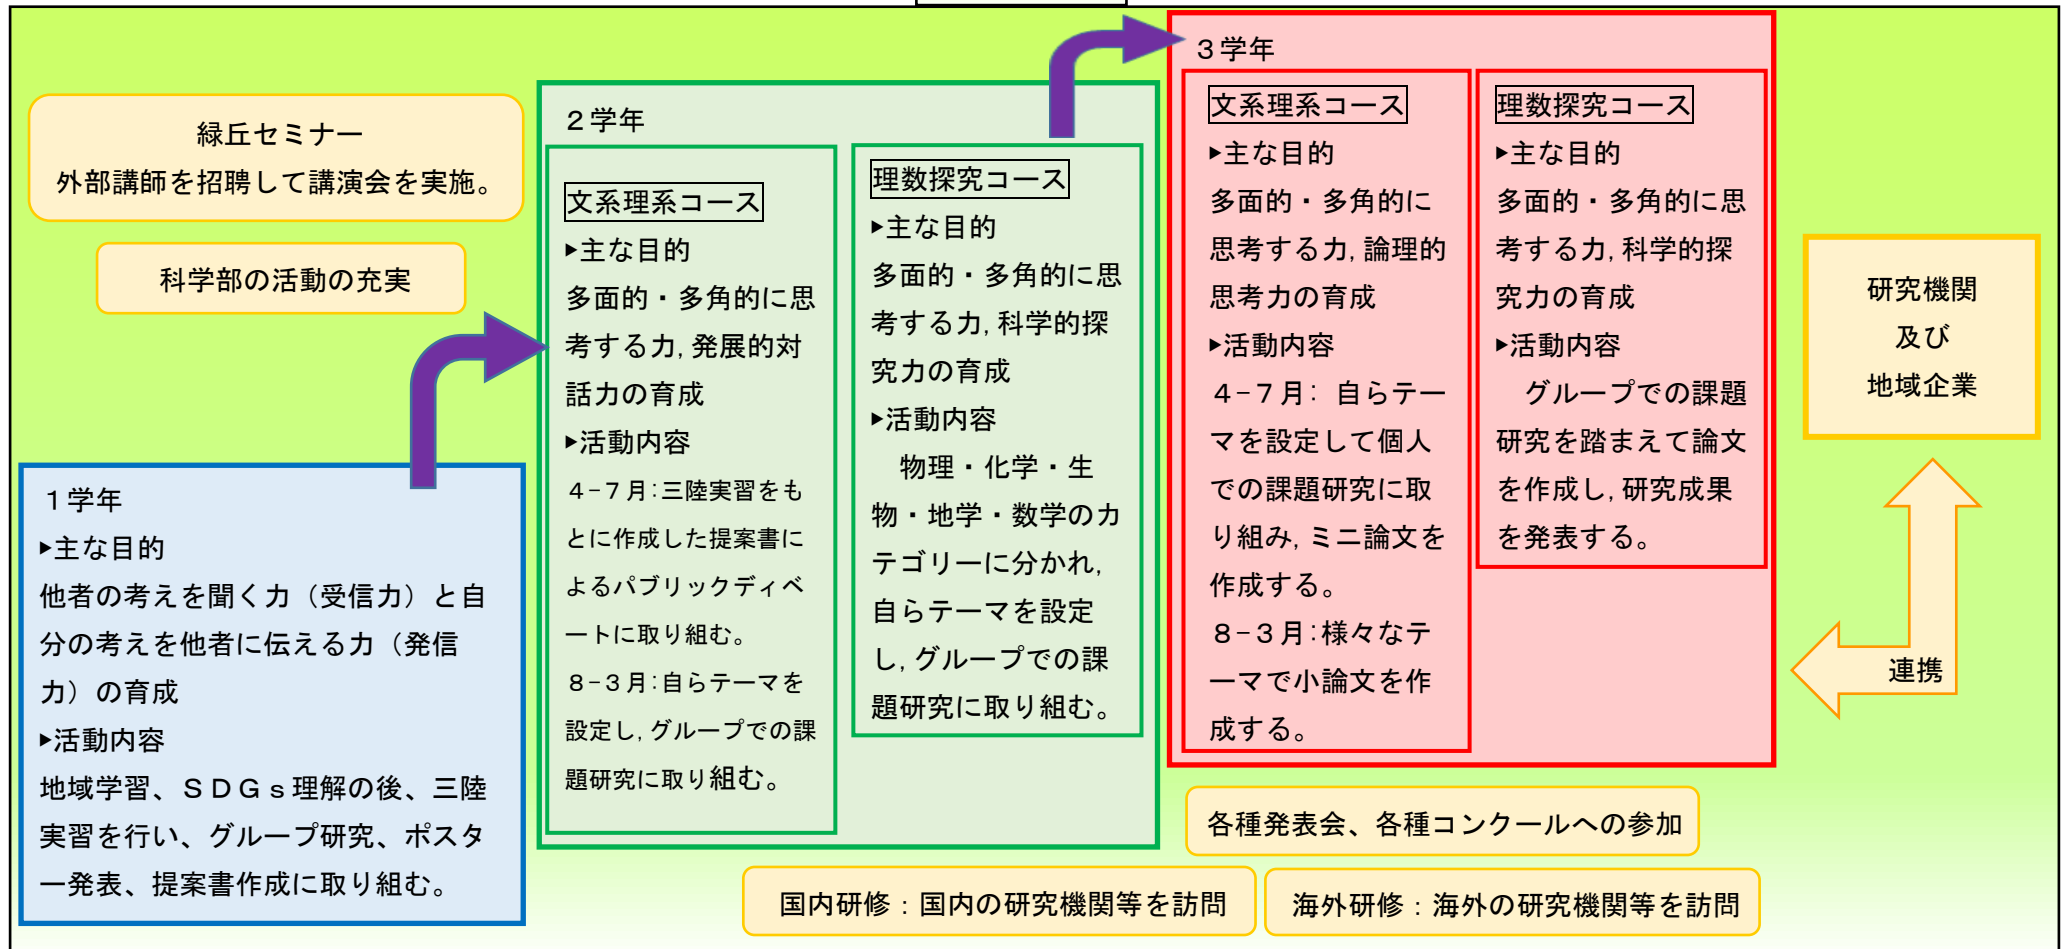 緑丘セミナー
外部講師を招聘して講演会を実施。
科学部の活動の充実
1学年
▶主な目的
他者の考えを聞く力（受信力）と自
分の考えを他者に伝える力（発信
力）の育成
▶活動内容
地域学習、ＳＤＧｓ理解の後、三陸
実習を行い、グループ研究、ポスタ
ー発表、提案書作成に取り組む。
２学年
文系理系コース
▶主な目的
多面的・多角的に思
考する力,発展的対
話力の育成
▶活動内容
４−７月:三陸実習をも
とに作成した提案書に
よるパブリックディベ
ートに取り組む。
８−３月:自らテーマを
設定し,グループでの課
題研究に取り組む。
理数探究コース
▶主な目的
多面的・多角的に思
考する力,科学的探
究力の育成
▶活動内容
　物理・化学・生
物・地学・数学のカ
テゴリーに分かれ,
自らテーマを設定
し,グループでの課
題研究に取り組む。
３学年
文系理系コース
▶主な目的
多面的・多角的に
思考する力,論理的
思考力の育成
▶活動内容
４−７月: 自らテー
マを設定して個人
での課題研究に取
り組み,ミニ論文を
作成する。
８−３月:様々なテ
ーマで小論文を作
成する。
理数探究コース
▶主な目的
多面的・多角的に思
考する力,科学的探
究力の育成
▶活動内容
　グループでの課題
研究を踏まえて論文
を作成し,研究成果
を発表する。
研究機関
及び
地域企業
連携
各種発表会、各種コンクールへの参加
国内研修：国内の研究機関等を訪問
海外研修：海外の研究機関等を訪問